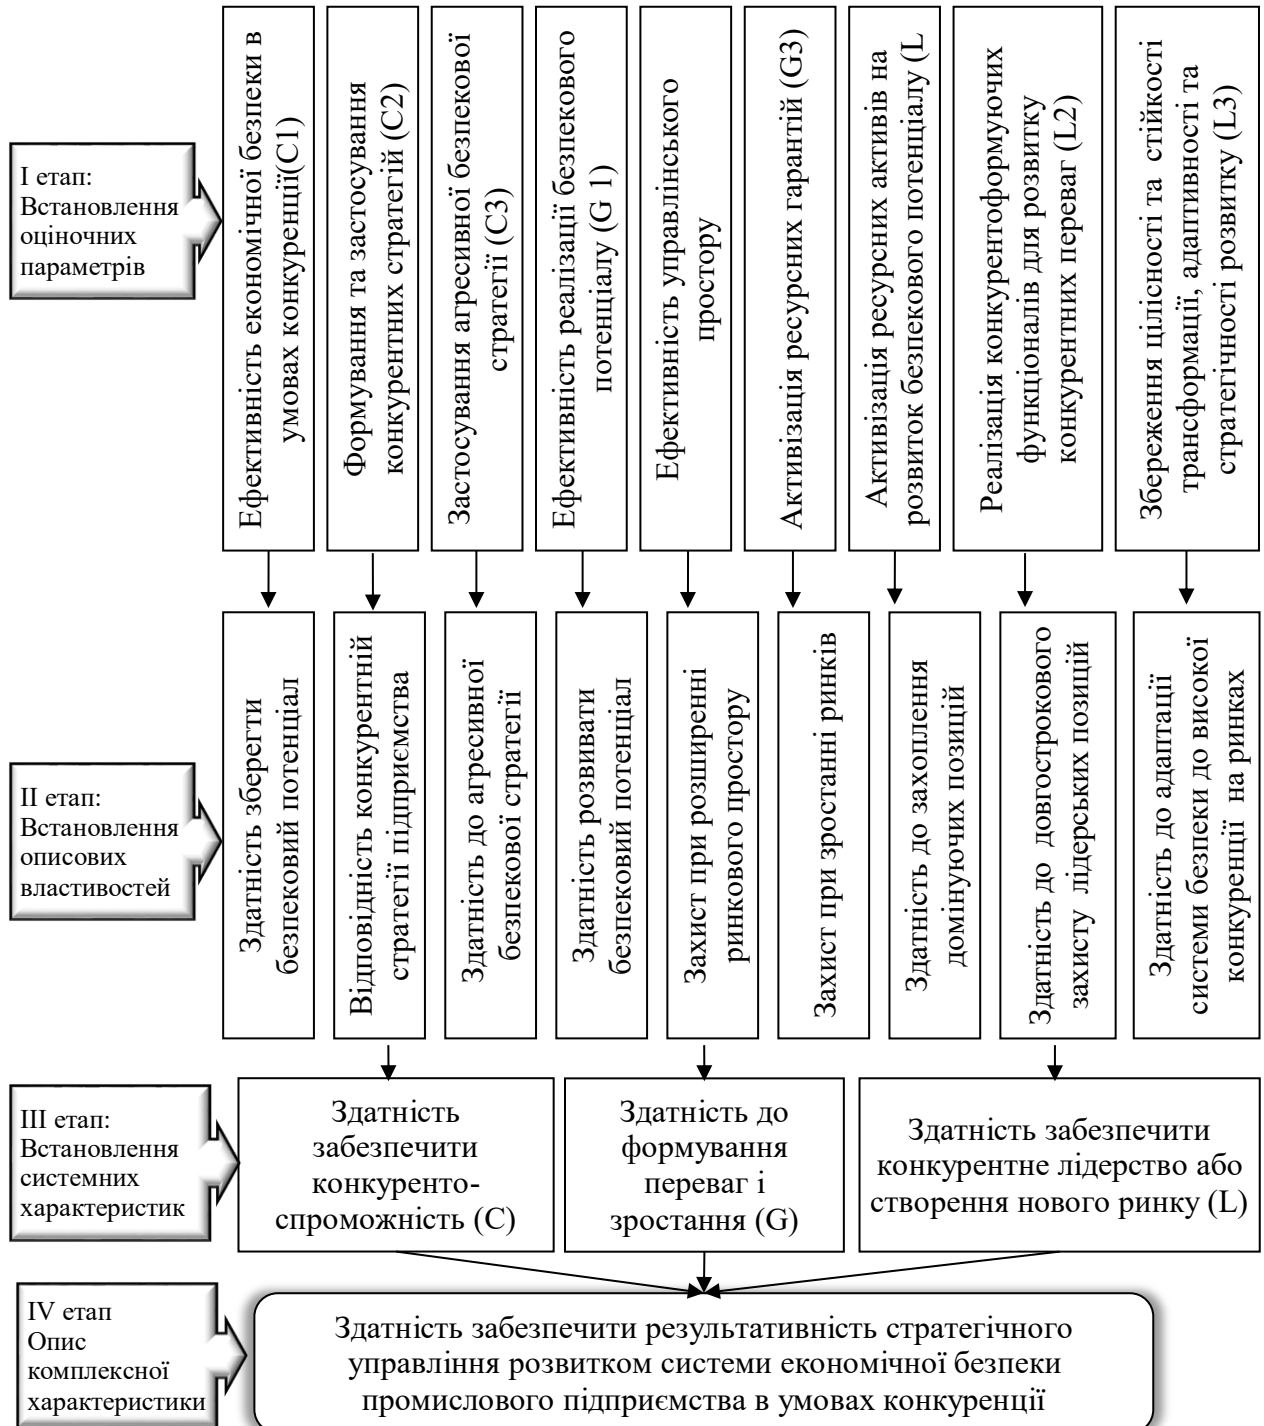 І етап:
Встановлення
оціночних
параметрів
Ефективність економічної безпеки в
умовах конкуренції(С1)
Формування та застосування
конкурентних стратегій (С2)
Застосування агресивної безпекової
стратегії (С3)
Ефективність реалізації безпекового
потенціалу (G 1)
Ефективність управлінського
простору
Активізація ресурсних гарантій (G3)
Активізація ресурсних активів на
розвиток безпекового потенціалу (L
Реалізація конкурентоформуючих
функціоналів для розвитку
конкурентних переваг (L2)
Збереження цілісності та стійкості
трансформації, адаптивності та
стратегічності розвитку (L3)
ІІ етап:
Встановлення
описових
властивостей
Здатність зберегти
безпековий потенціал
Відповідність конкурентній
стратегії підприємства
Здатність до агресивної
безпекової стратегії
Здатність розвивати
безпековий потенціал
Захист при розширенні
ринкового простору
Захист при зростанні ринків
Здатність до захоплення
домінуючих позицій
Здатність до довгострокового
захисту лідерських позицій
Здатність до адаптації
системи безпеки до високої
конкуренції на ринках
ІІІ етап:
Встановлення
системних
характеристик
Здатність
забезпечити
конкуренто-
спроможність (С)
Здатність до
формування
переваг і
зростання (G)
Здатність забезпечити
конкурентне лідерство або
створення нового ринку (L)
IV етап
Опис
комплексної
характеристики
Здатність забезпечити результативність стратегічного
управління розвитком системи економічної безпеки
промислового підприємства в умовах конкуренції